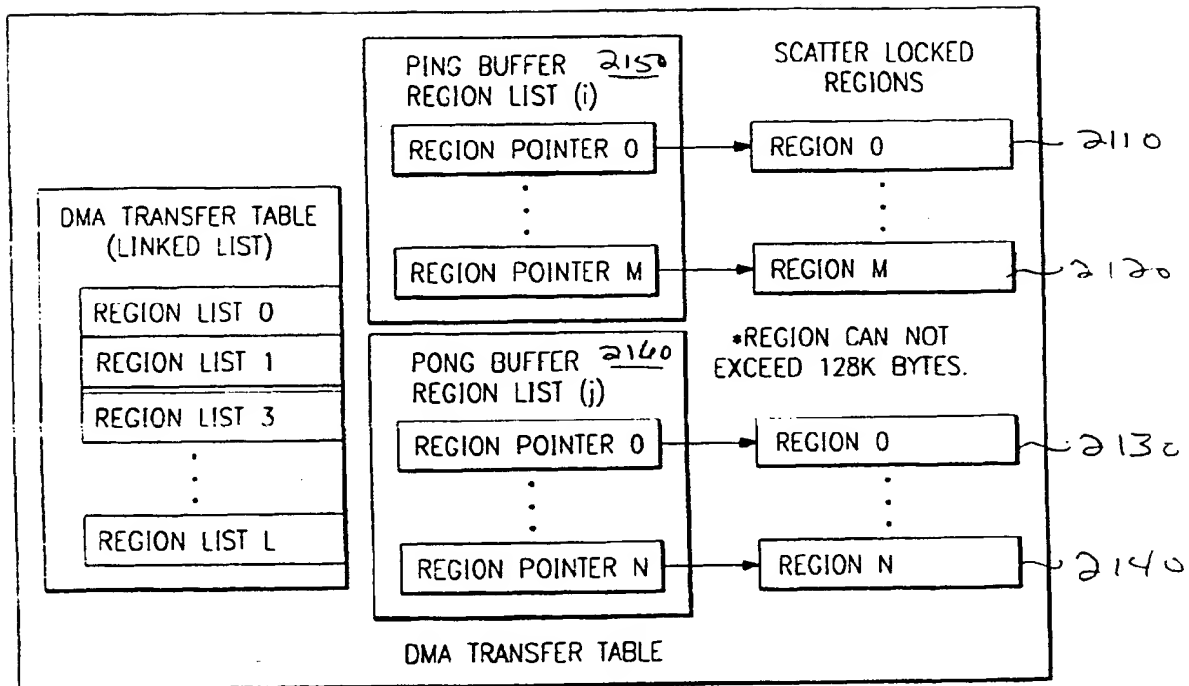 DMA TRANSFER TABLE
(LINKED LIST)
REGION LIST 0
REGION LIST 1
REGION LIST 3
REGION LIST L
PING BUFFER 2150
REGION LIST (i)
REGION POINTER 0
REGION POINTER M
PONG BUFFER 2160
REGION LIST (j)
REGION POINTER 0
REGION POINTER N
SCATTER LOCKED
REGIONS
REGION 0 2110
REGION M 2120
*REGION CAN NOT
EXCEED 128K BYTES.
REGION 0 2130
REGION N 2140
DMA TRANSFER TABLE